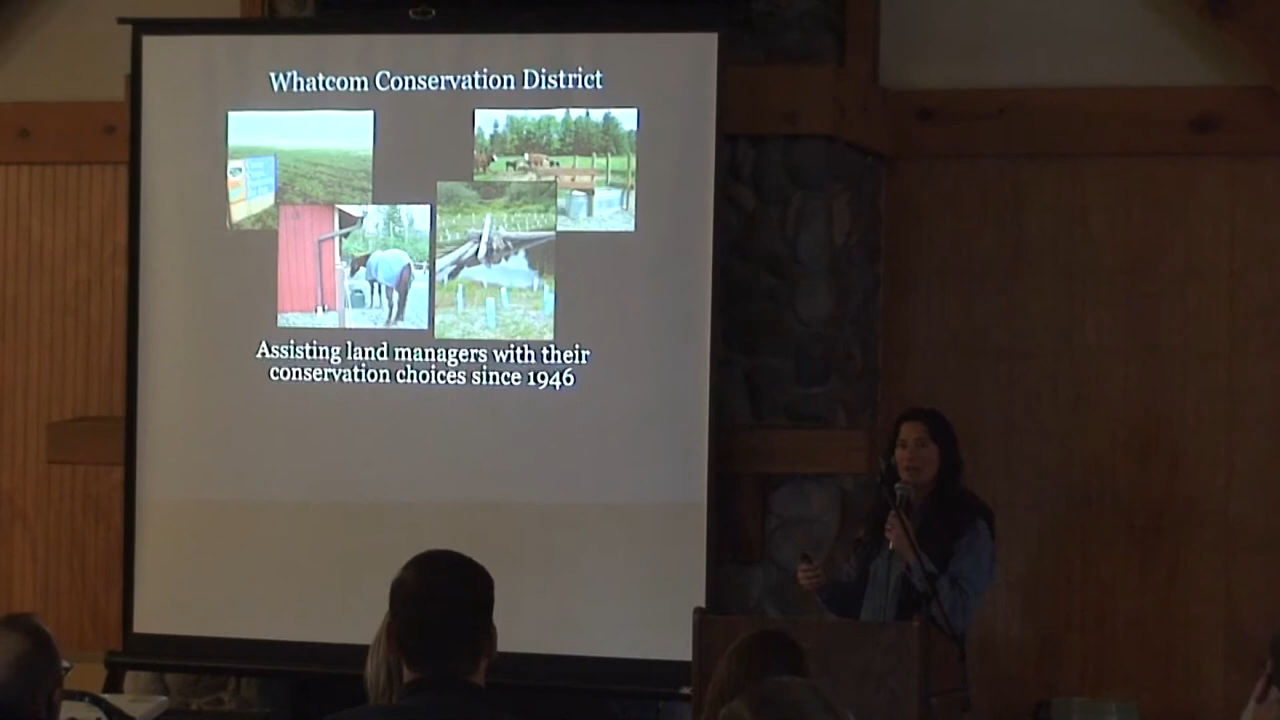 Whatcom Conservation District
Assisting land managers with their
conservation choices since 1946